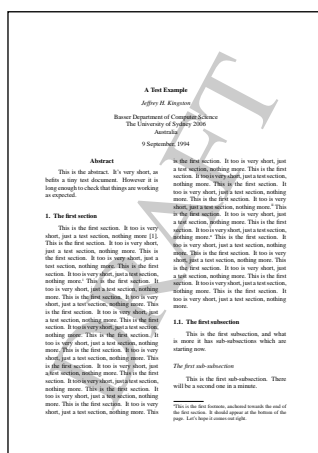 A Test Example
Jeffrey H. Kingston
Basser Department of Computer Science
The University of Sydney 2006
Australia
9 September, 1994
Abstract
This is the abstract. It's very short, as
befits a tiny test document. However it is
long enough to check that things are working
as expected.
1. The first section
This is the first section. It too is very
short, just a test section, nothing more [1].
This is the first section. It too is very short,
just a test section, nothing more. This is
the first section. It too is very short, just a
test section, nothing more. This is the first
section. It too is very short, just a test section,
nothing more. This is the first section. It
too is very short, just a test section, nothing
more. This is the first section. It too is very
short, just a test section, nothing more. This
is the first section. It too is very short, just
a test section, nothing more. This is the first
section. It too is very short, just a test section,
nothing more. This is the first section. It
too is very short, just a test section, nothing
more. This is the first section. It too is very
short, just a test section, nothing more. This
is the first section. It too is very short, just
a test section, nothing more. This is the first
section. It too is very short, just a test section,
nothing more. This is the first section. It
too is very short, just a test section, nothing
more. This is the first section. It too is very
short, just a test section, nothing more. This
is the first section. It too is very short, just
a test section, nothing more. This is the first
section. It too is very short, just a test section,
nothing more. This is the first section. It
too is very short, just a test section, nothing
more. This is the first section. It too is very
short, just a test section, nothing more. This
is the first section. It too is very short, just
a test section, nothing more. This is the first
section. It too is very short, just a test section,
nothing more. This is the first section. It
too is very short, just a test section, nothing
more. This is the first section. It too is very
short, just a test section, nothing more. This
is the first section. It too is very short, just
a test section, nothing more. This is the first
section. It too is very short, just a test section,
nothing more. This is the first section. It
too is very short, just a test section, nothing
more.
1.1. The first subsection
This is the first subsection, and what
is more it has sub-subsections which are
starting now.
The first sub-subsection
This is the first sub-subsection. There
will be a second one in a minute.
This is the first footnote, anchored towards the end of
the first section. It should appear at the bottom of the
page. Let's hope it comes out right.
DRAFT